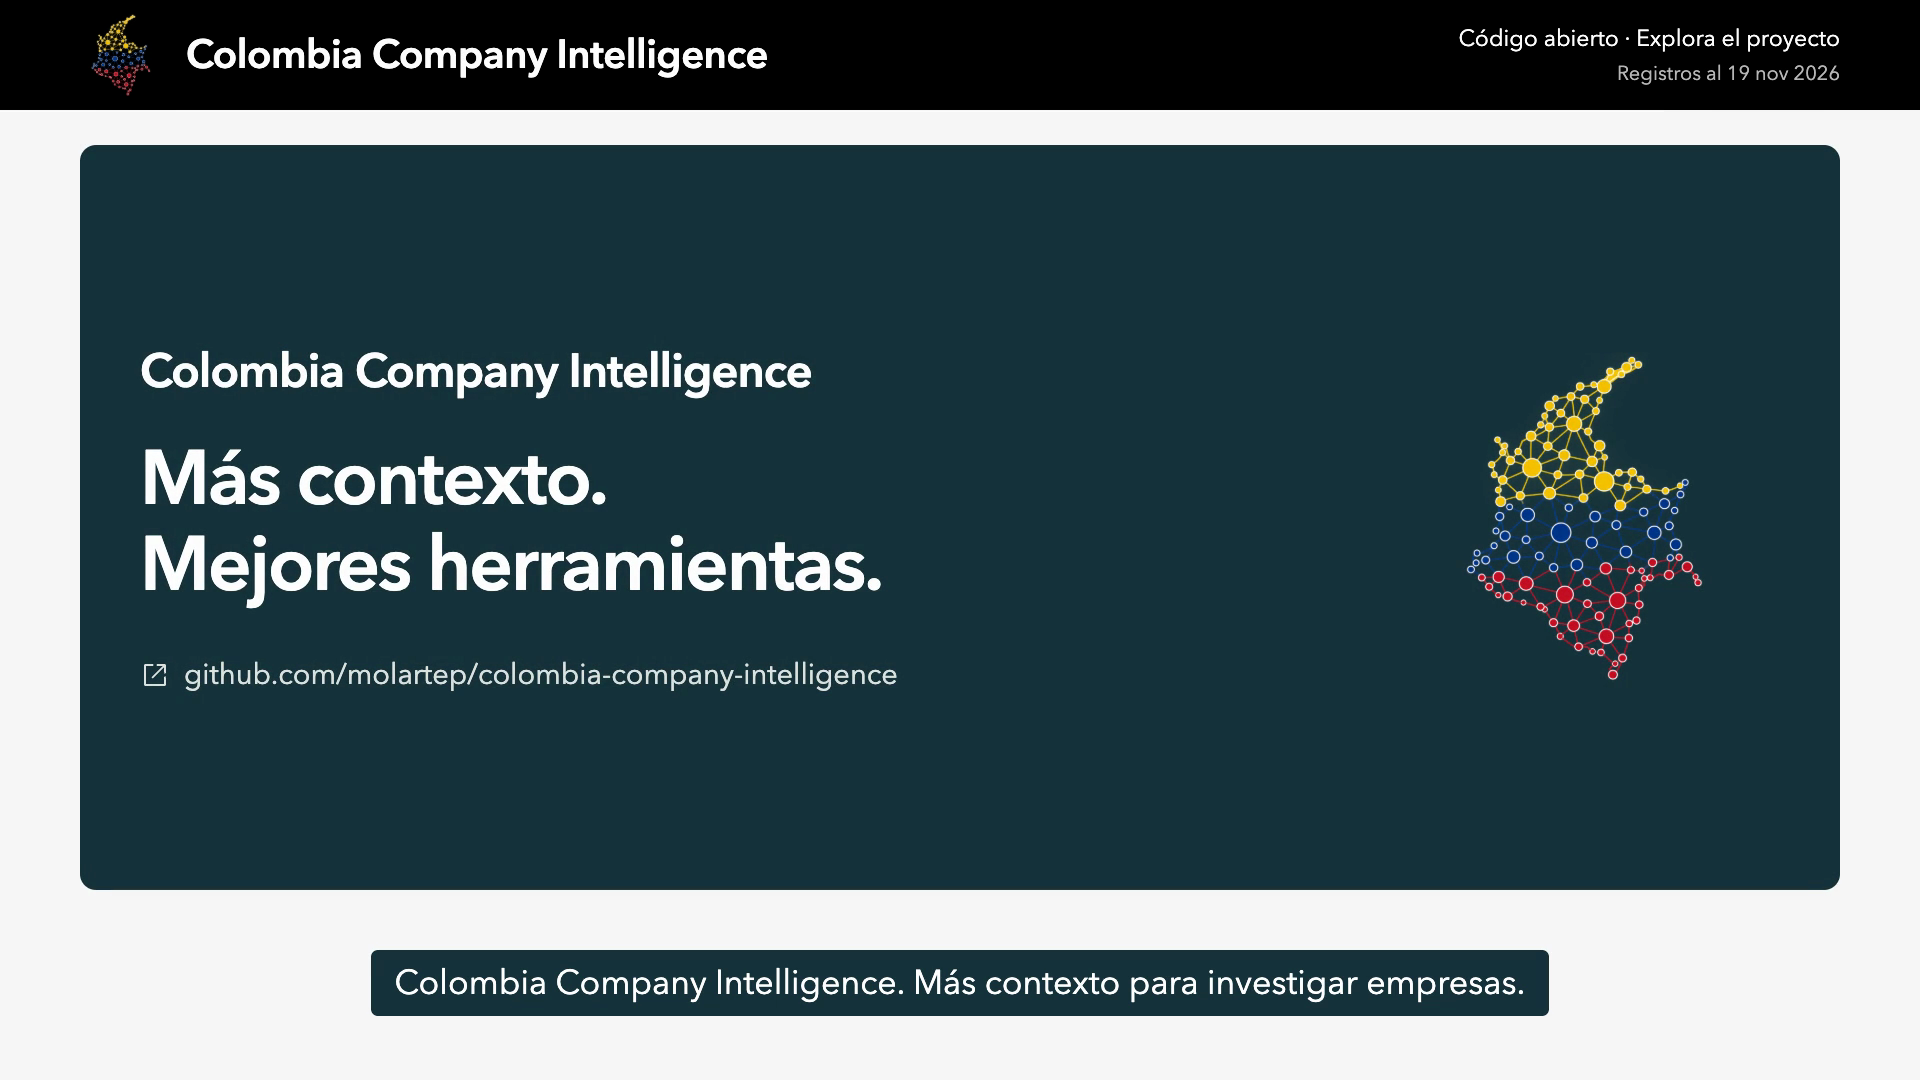 Colombia Company Intelligence
Código abierto · Explora el proyecto
Registros al 19 nov 2026
Colombia Company Intelligence
Más contexto.
Mejores herramientas.
github.com/molartep/colombia-company-intelligence
Colombia Company Intelligence. Más contexto para investigar empresas.